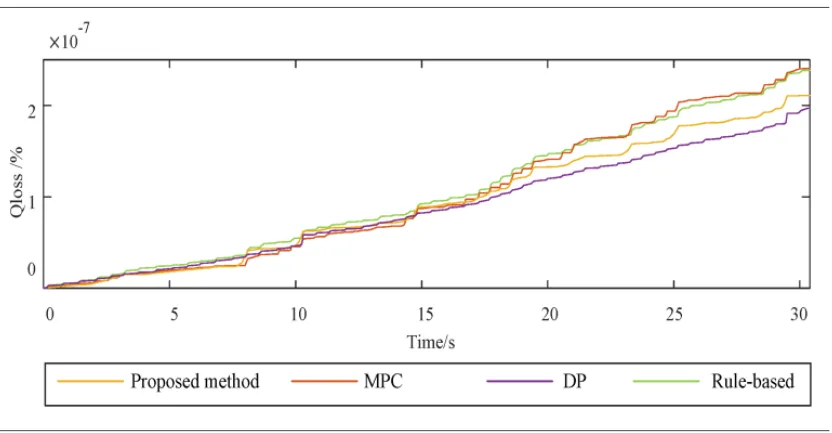 ×10-7
2
1
0
Qloss /%
0 5 10 15 20 25 30
Time/s
Proposed method MPC DP Rule-based